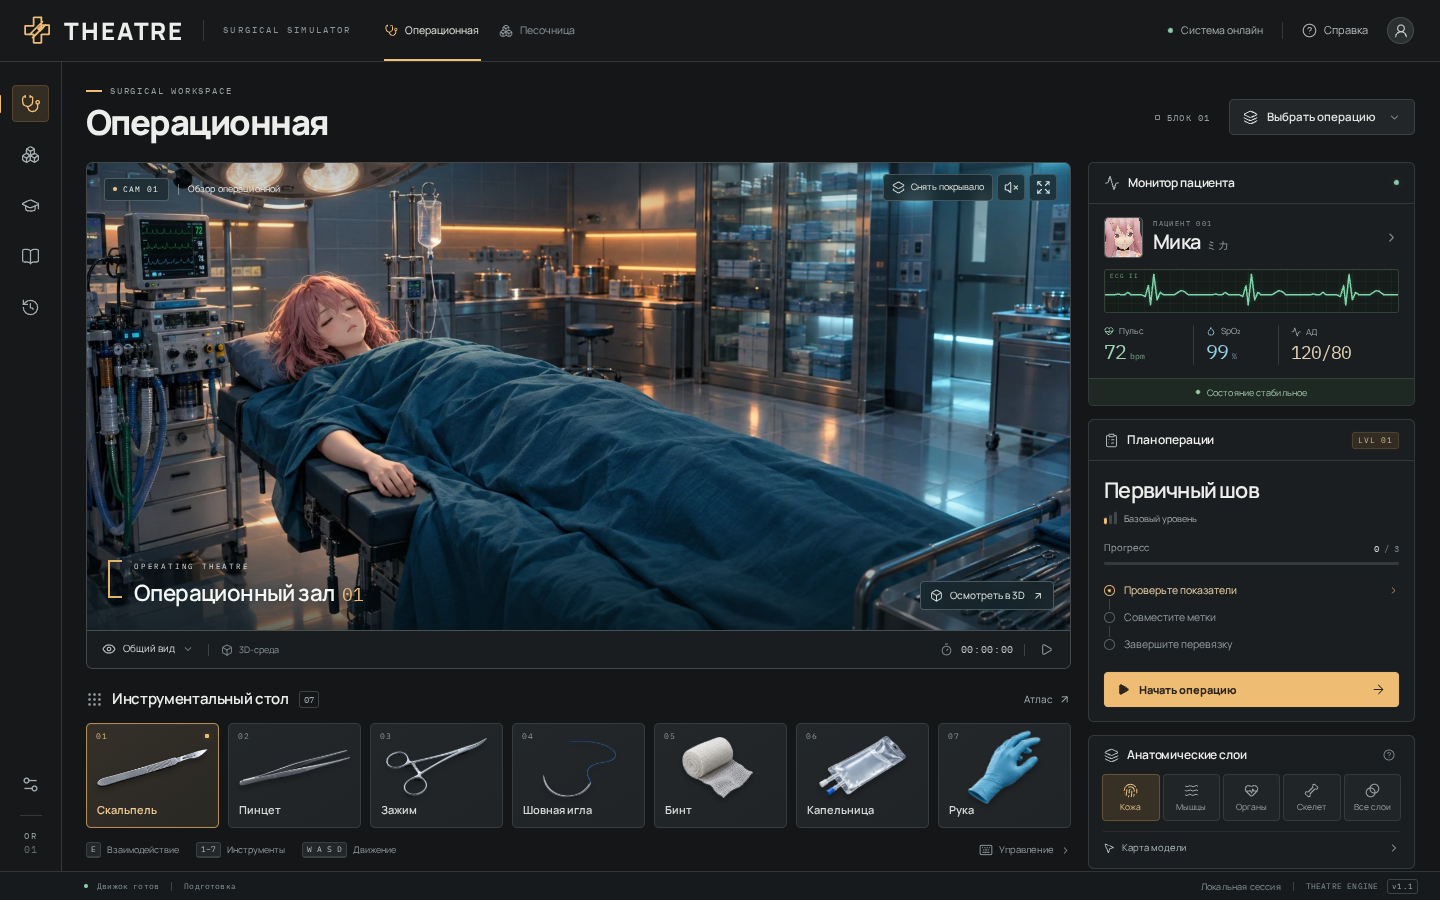 THEATRE
SURGICAL SIMULATOR
Операционная
Песочница
Система онлайн
Справка
SURGICAL WORKSPACE
Операционная
БЛОК 01
Выбрать операцию
CAM 01
Обзор операционной
Снять покрывало
72
OPERATING THEATRE
Операционный зал 01
Осмотреть в 3D
Общий вид
3D-среда
00:00:00
Монитор пациента
ПАЦИЕНТ 001
Мика ミカ
ECG II
Пульс
72 bpm
SpO₂
99 %
АД
120/80
Состояние стабильное
План операции
LVL 01
Первичный шов
Базовый уровень
Прогресс
0 / 3
Проверьте показатели
Совместите метки
Завершите перевязку
Начать операцию
Анатомические слои
Кожа
Мышцы
Органы
Скелет
Все слои
Карта модели
Инструментальный стол 07
Атлас
01
Скальпель
02
Пинцет
03
Зажим
04
Шовная игла
05
Бинт
06
Капельница
07
Рука
E Взаимодействие
1–7 Инструменты
W A S D Движение
Управление
OR
01
Движок готов
Подготовка
Локальная сессия
THEATRE ENGINE
v1.1